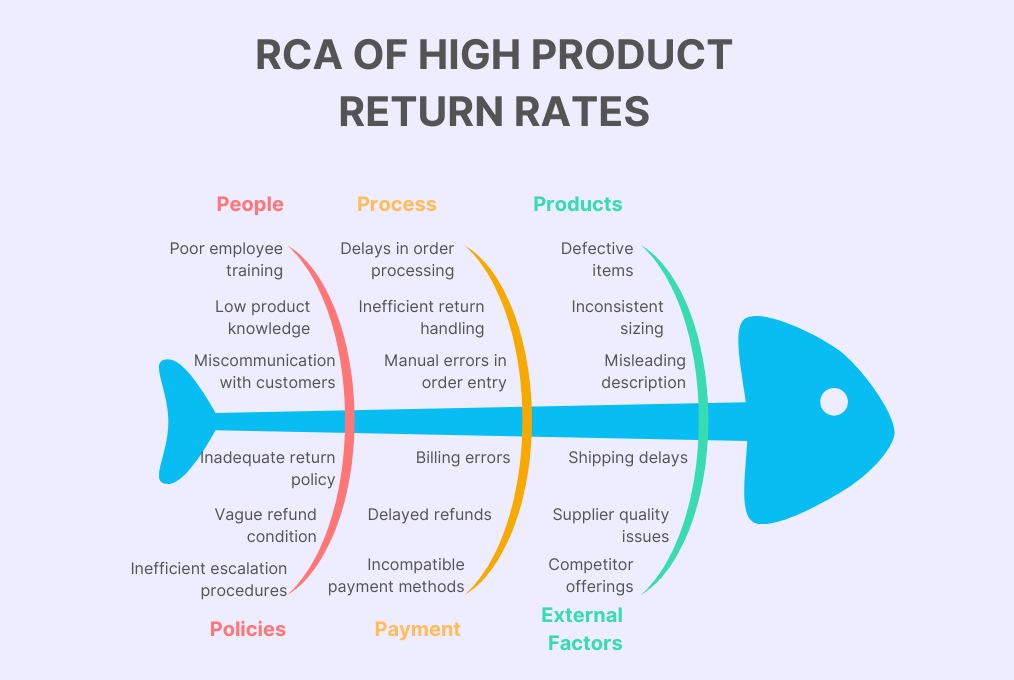 RCA OF HIGH PRODUCT
RETURN RATES
People
Poor employee
training
Low product
knowledge
Miscommunication
with customers
Process
Delays in order
processing
Inefficient return
handling
Manual errors in
order entry
Products
Defective
items
Inconsistent
sizing
Misleading
description
Inadequate return
policy
Vague refund
condition
Inefficient escalation
procedures
Policies
Billing errors
Delayed refunds
Incompatible
payment methods
Payment
Shipping delays
Supplier quality
issues
Competitor
offerings
External
Factors